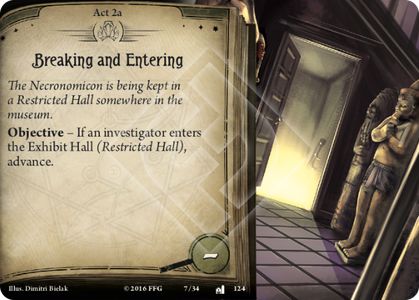 Act 2a
Breaking and Entering
The Necronomicon is being kept in
a Restricted Hall somewhere in the
museum.
Objective – If an investigator enters
the Exhibit Hall (Restricted Hall),
advance.
–
Illus. Dimitri Bielak © 2016 FFG 7/34 124